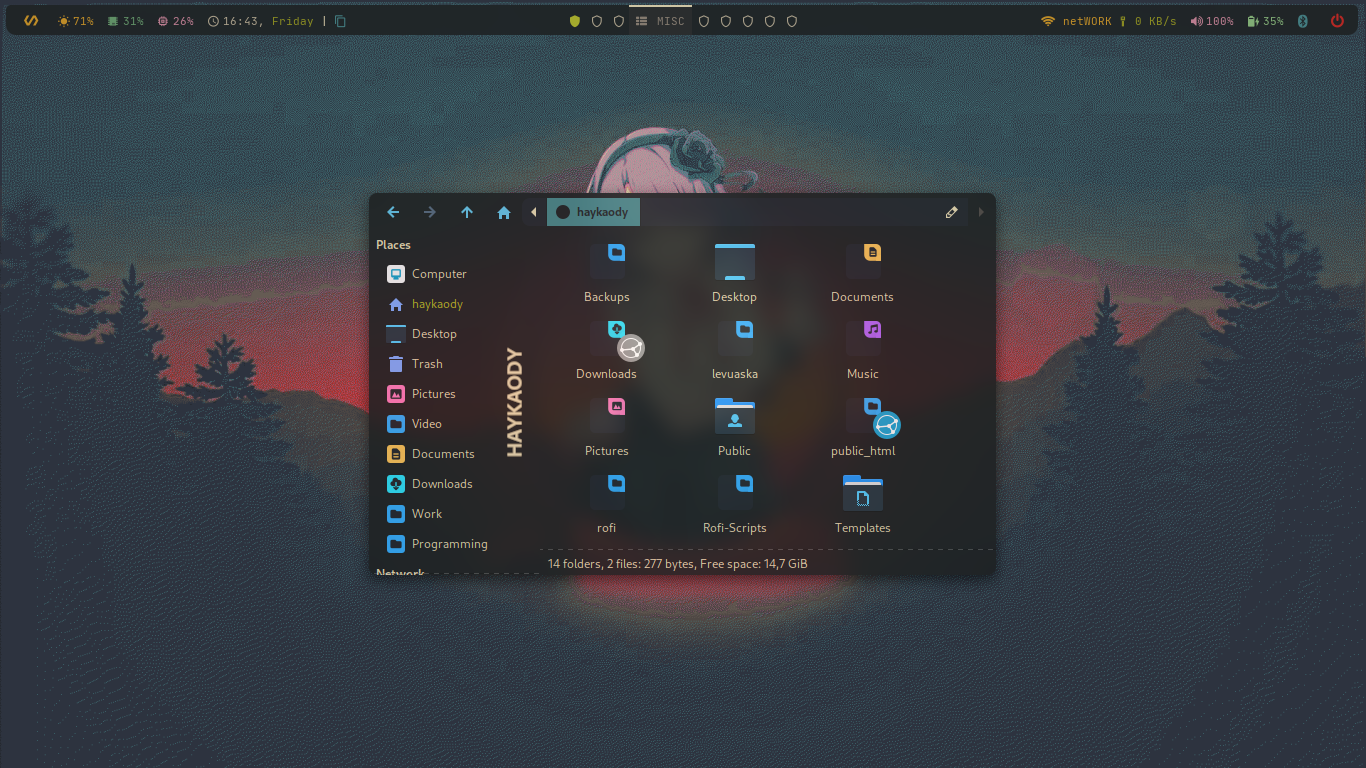 71% 31% 26% 16:43, Friday | MISC netWORK 0 KB/s 100% 35%
haykaody
Places
Computer
haykaody
Desktop
Trash
Pictures
Video
Documents
Downloads
Work
Programming
Network
HAYKAODY
Backups Desktop Documents
Downloads levuaska Music
Pictures Public public_html
rofi Rofi-Scripts Templates
14 folders, 2 files: 277 bytes, Free space: 14,7 GiB